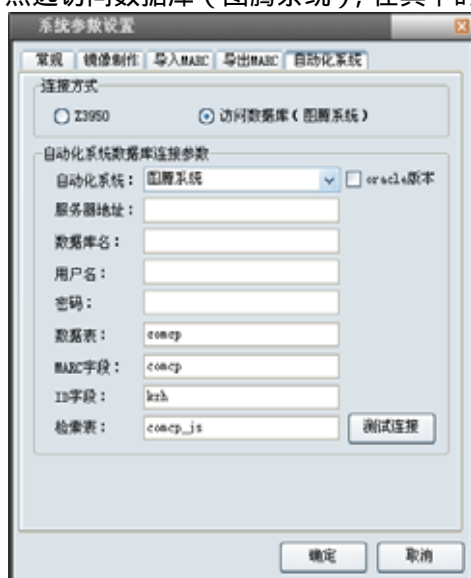 点选访问数据库(图腾系统),在其下的
系统参数设置
常规 镜像制作 导入MARC 导出MARC 自动化系统
连接方式
Z3950 访问数据库(图腾系统)
自动化系统数据库连接参数
自动化系统: 图腾系统 oracle版本
服务器地址:
数据库名:
用户名:
密码:
数据表: concp
MARC字段: concp
ID字段: kzh
检索表: concp_js 测试连接
确定 取消